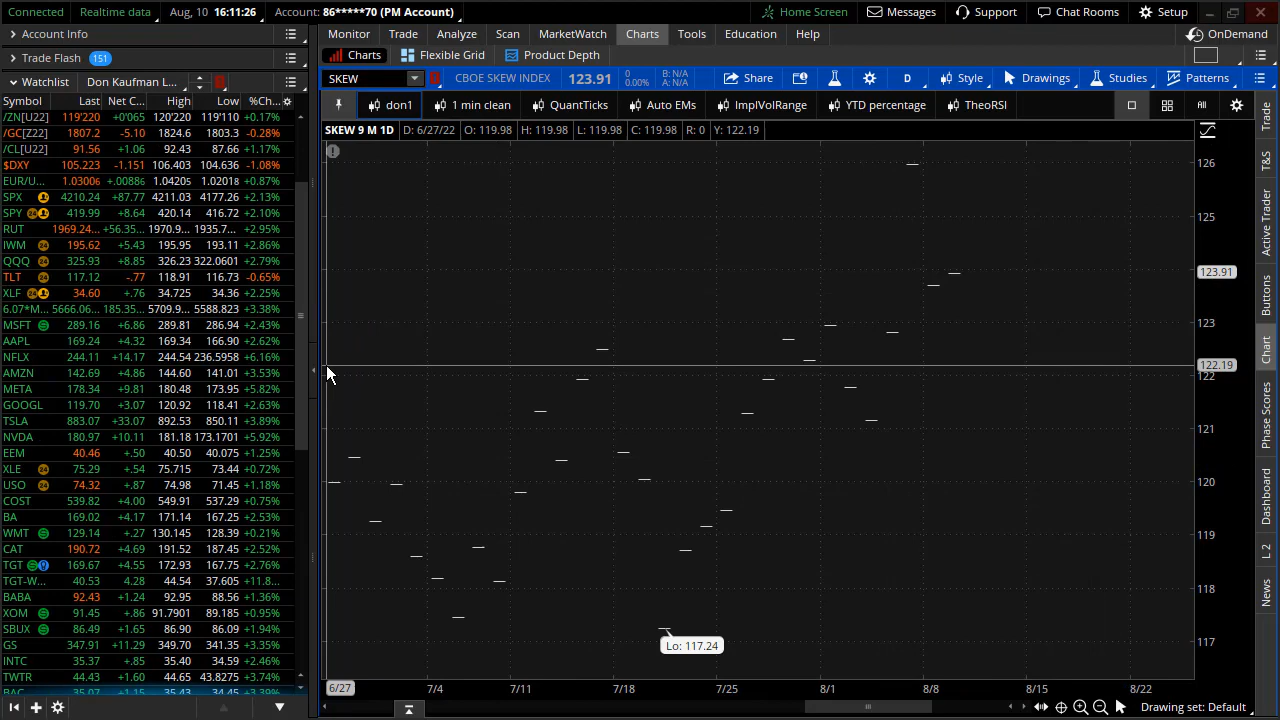 Connected Realtime data Aug, 10 16:11:26 Account: 86*****70 (PM Account) Home Screen Messages Support Chat Rooms Setup
Account Info Monitor Trade Analyze Scan MarketWatch Charts Tools Education Help OnDemand
Trade Flash 151 Charts Flexible Grid Product Depth
Watchlist Don Kaufman L... SKEW CBOE SKEW INDEX 123.91 0 0.00% B: N/A A: N/A Share D Style Drawings Studies Patterns
Symbol Last Net C... High Low %Ch... don1 1 min clean QuantTicks Auto EMs ImplVolRange YTD percentage TheoRSI All
/ZN[U22] 119'220 +0'065 120'220 119'110 +0.17%
/GC[Z22] 1807.2 -5.10 1824.6 1803.3 -0.28%
SKEW 9 M 1D D: 6/27/22 O: 119.98 H: 119.98 L: 119.98 C: 119.98 R: 0 Y: 122.19
/CL[U22] 91.56 +1.06 92.43 87.66 +1.17%
$DXY 105.223 -1.151 106.403 104.636 -1.08%
EUR/U... 1.03006 +.00886 1.04205 1.02018 +0.87%
SPX 4210.24 +87.77 4211.03 4177.26 +2.13%
SPY 24 419.99 +8.64 420.14 416.72 +2.10%
RUT 1969.24... +56.35... 1970.9... 1935.7... +2.95%
IWM 24 195.62 +5.43 195.95 193.11 +2.86%
QQQ 24 325.93 +8.85 326.23 322.0601 +2.79%
TLT 24 117.12 -.77 118.91 116.73 -0.65%
XLF 24 34.60 +.76 34.725 34.36 +2.25%
6.07*M... 5666.06... +185.35... 5709.9... 5588.823 +3.38%
MSFT 289.16 +6.86 289.81 286.94 +2.43%
AAPL 169.24 +4.32 169.34 166.90 +2.62%
NFLX 244.11 +14.17 244.54 236.5958 +6.16%
AMZN 142.69 +4.86 144.60 141.01 +3.53%
META 178.34 +9.81 180.48 173.95 +5.82%
GOOGL 119.70 +3.07 120.92 118.41 +2.63%
TSLA 883.07 +33.07 892.53 850.11 +3.89%
NVDA 180.97 +10.11 181.18 173.1701 +5.92%
EEM 40.46 +.50 40.50 40.075 +1.25%
XLE 24 75.29 +.54 75.715 73.44 +0.72%
USO 24 74.32 +.87 74.98 71.45 +1.18%
COST 539.82 +4.00 549.91 537.29 +0.75%
BA 169.02 +4.17 171.14 167.25 +2.53%
WMT 129.14 +.27 130.145 128.39 +0.21%
CAT 190.72 +4.69 191.52 187.45 +2.52%
TGT 169.67 +4.55 172.93 167.75 +2.76%
TGT-W... 40.53 4.28 44.54 37.605 +11.8...
BABA 92.43 +1.24 92.95 88.56 +1.36%
XOM 91.45 +.86 91.7901 89.185 +0.95%
SBUX 86.49 +1.65 86.90 86.09 +1.94%
GS 347.91 +11.29 349.70 341.35 +3.35%
INTC 35.37 +.85 35.40 34.59 +2.46%
TWTR 44.43 +1.60 44.65 43.8275 +3.74%
BAC 35.07 +1.15 35.43 34.45 +3.39%
126
125
123.91
123
122.19
122
121
120
119
118
117
Lo: 117.24
6/27 7/4 7/11 7/18 7/25 8/1 8/8 8/15 8/22
Drawing set: Default
Trade
T&S
Active Trader
Buttons
Chart
Phase Scores
Dashboard
L 2
News